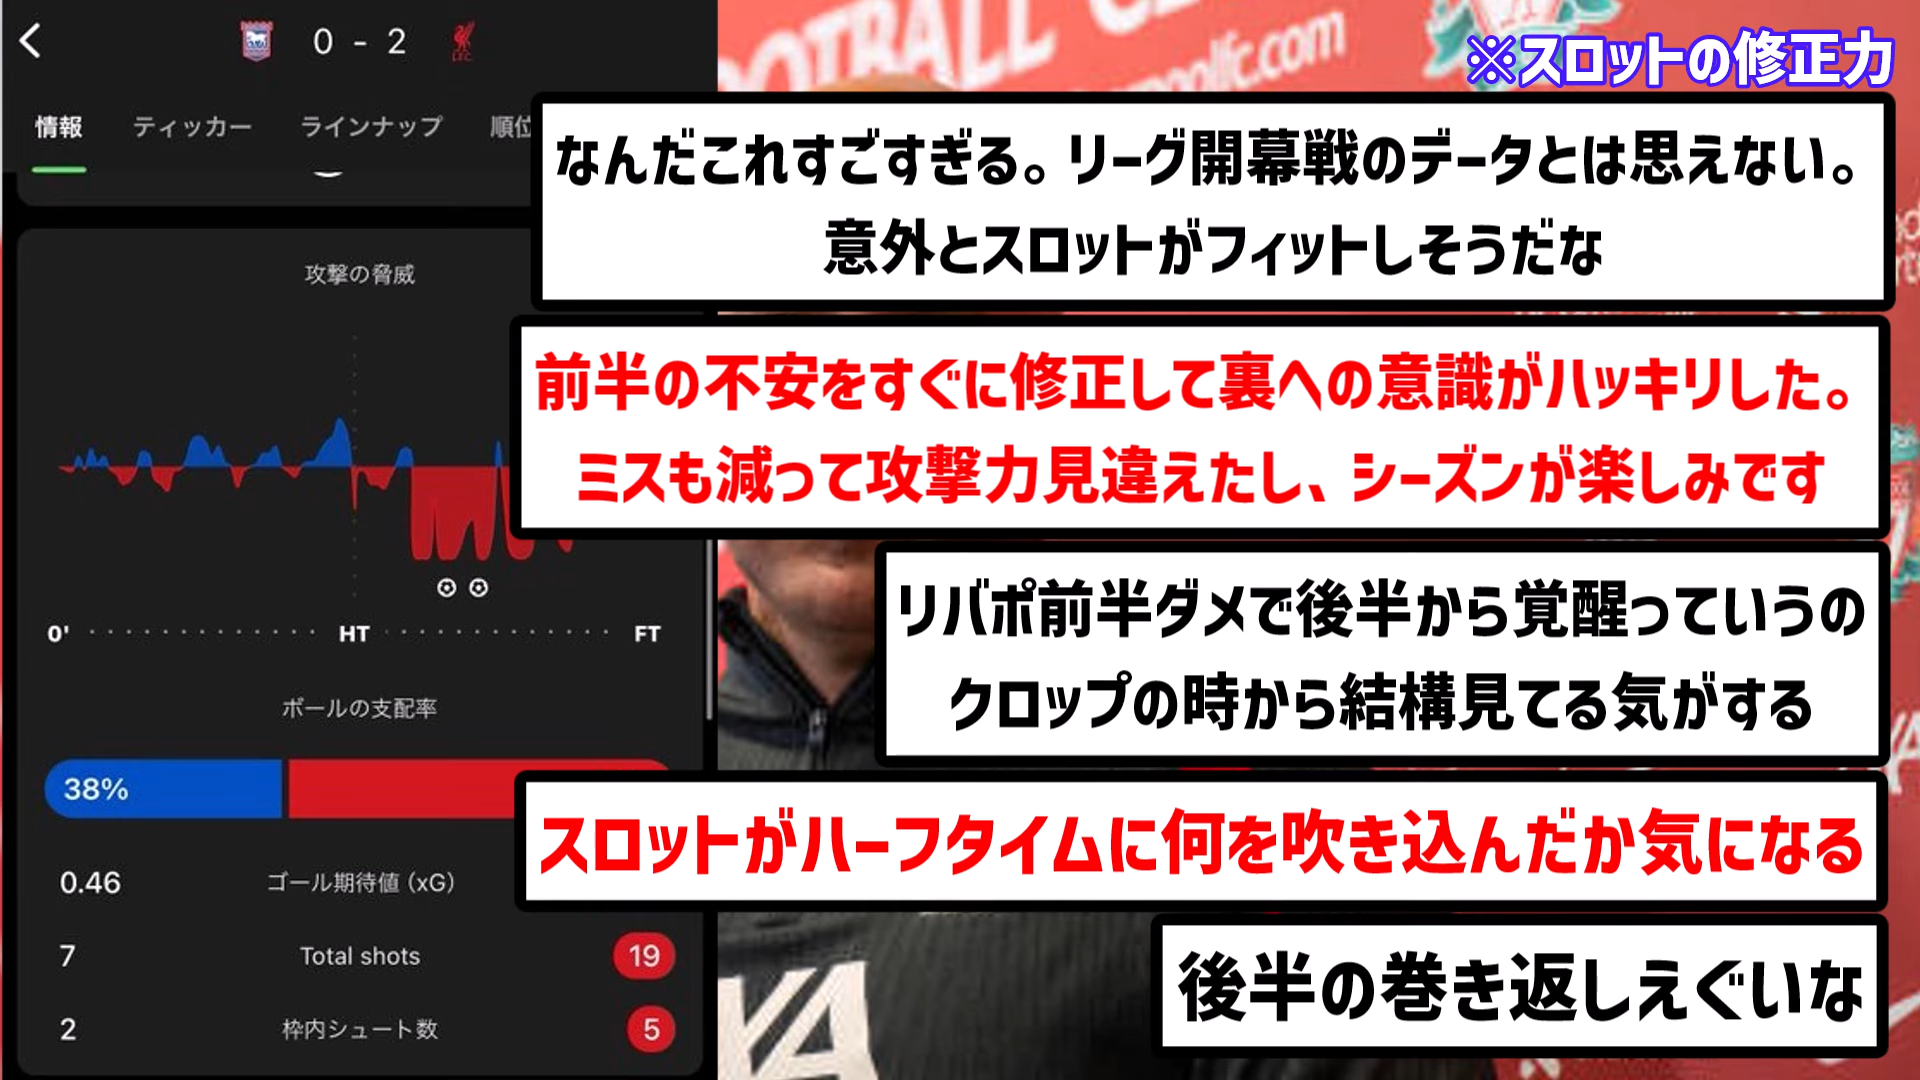 0 - 2
情報 ティッカー ラインナップ 順位
攻撃の脅威
0' HT FT
ボールの支配率
38%
0.46 ゴール期待値 (xG)
7 Total shots 19
2 枠内シュート数 5
OOTBALL CL
poolfc.com
※スロットの修正力
なんだこれすごすぎる。リーグ開幕戦のデータとは思えない。
意外とスロットがフィットしそうだな
前半の不安をすぐに修正して裏への意識がハッキリした。
ミスも減って攻撃力見違えたし、シーズンが楽しみです
リバポ前半ダメで後半から覚醒っていうの
クロップの時から結構見てる気がする
スロットがハーフタイムに何を吹き込んだか気になる
後半の巻き返しえぐいな